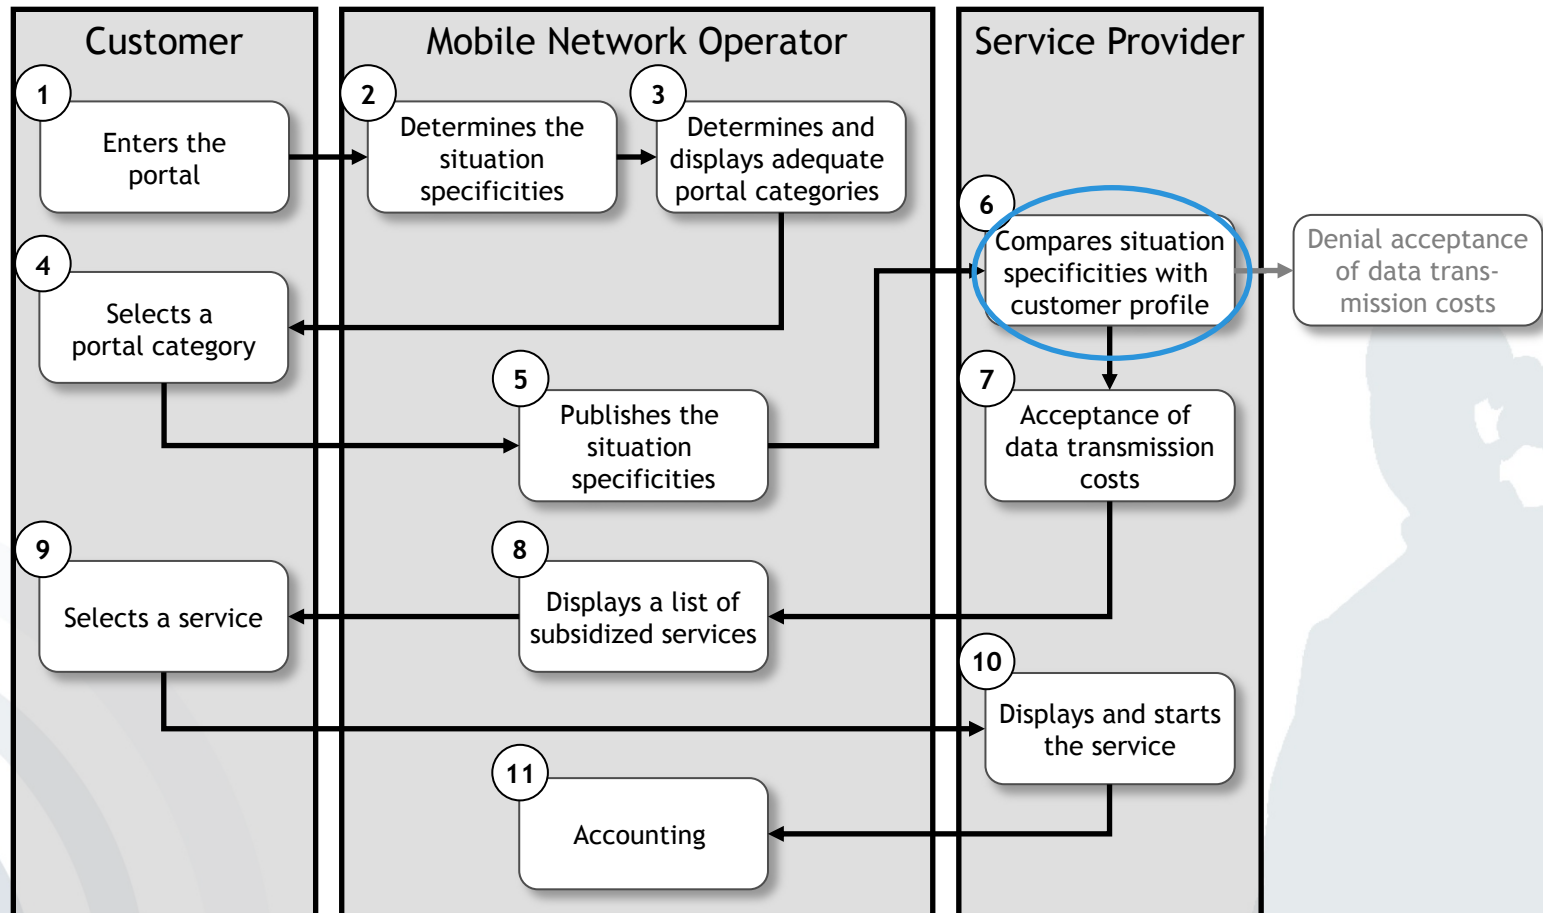 Customer
Mobile Network Operator
Service Provider
1
Enters the
portal
2
Determines the
situation
specificities
3
Determines and
displays adequate
portal categories
4
Selects a
portal category
5
Publishes the
situation
specificities
6
Compares situation
specificities with
customer profile
Denial acceptance
of data trans-
mission costs
7
Acceptance of
data transmission
costs
8
Displays a list of
subsidized services
9
Selects a service
10
Displays and starts
the service
11
Accounting